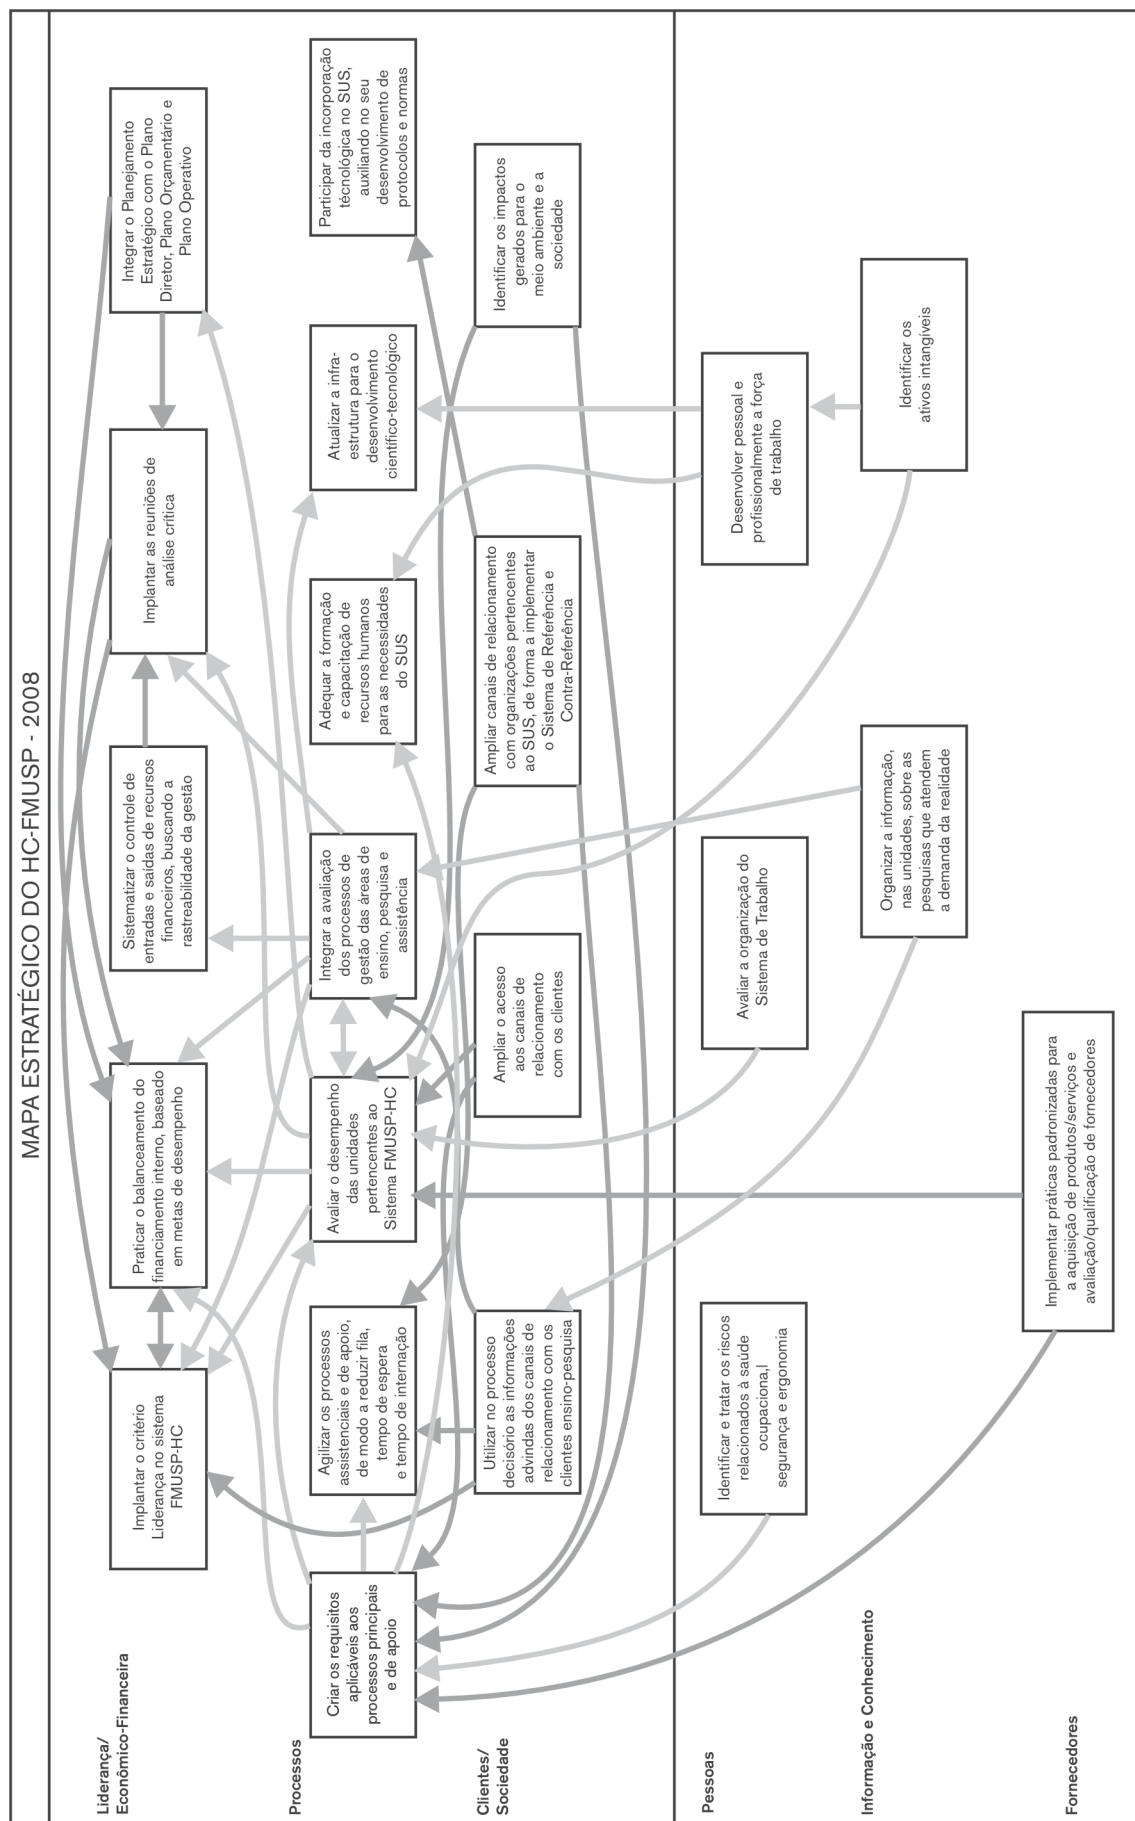 MAPA ESTRATÉGICO DO HC-FMUSP - 2008
Liderança/
Econômico-Financeira
Implantar o critério
Liderança no sistema
FMUSP-HC
Praticar o balanceamento do
financiamento interno, baseado
em metas de desempenho
Sistematizar o controle de
entradas e saídas de recursos
financeiros, buscando a
rastreabilidade da gestão
Implantar as reuniões de
análise crítica
Integrar o Planejamento
Estratégico com o Plano
Diretor, Plano Orçamentário e
Plano Operativo
Processos
Criar os requisitos
aplicáveis aos
processos principais
e de apoio
Agilizar os processos
assistenciais e de apoio,
de modo a reduzir fila,
tempo de espera
e tempo de internação
Avaliar o desempenho
das unidades
pertencentes ao
Sistema FMUSP-HC
Integrar a avaliação
dos processos de
gestão das áreas de
ensino, pesquisa e
assistência
Adequar a formação
e capacitação de
recursos humanos
para as necessidades
do SUS
Atualizar a infra-
estrutura para o
desenvolvimento
científico-tecnológico
Participar da incorporação
técnológica no SUS,
auxiliando no seu
desenvolvimento de
protocolos e normas
Clientes/
Sociedade
Utilizar no processo
decisório as informações
advindas dos canais de
relacionamento com os
clientes ensino-pesquisa
Ampliar o acesso
aos canais de
relacionamento
com os clientes
Ampliar canais de relacionamento
com organizações pertencentes
ao SUS, de forma a implementar
o Sistema de Referência e
Contra-Referência
Identificar os impactos
gerados para o
meio ambiente e a
sociedade
Pessoas
Identificar e tratar os riscos
relacionados à saúde
ocupaciona,l
segurança e ergonomia
Avaliar a organização do
Sistema de Trabalho
Desenvolver pessoal e
profissionalmente a força
de trabalho
Informação e Conhecimento
Organizar a informação,
nas unidades, sobre as
pesquisas que atendem
a demanda da realidade
Identificar os
ativos intangíveis
Fornecedores
Implementar práticas padronizadas para
a aquisição de produtos/serviços e
avaliação/qualificação de fornecedores